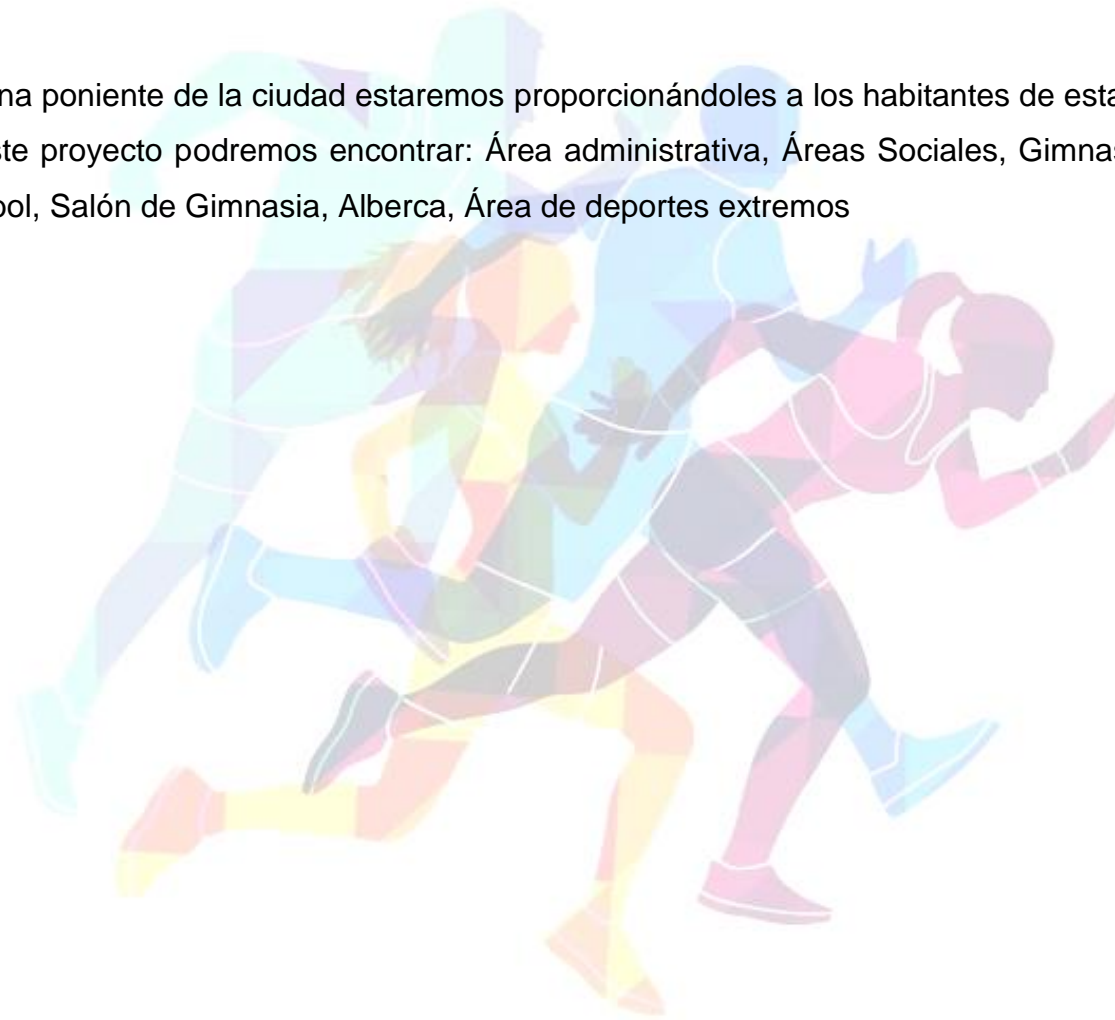 na poniente de la ciudad estaremos proporcionándoles a los habitantes de esta
ste proyecto podremos encontrar: Área administrativa, Áreas Sociales, Gimnas
ool, Salón de Gimnasia, Alberca, Área de deportes extremos